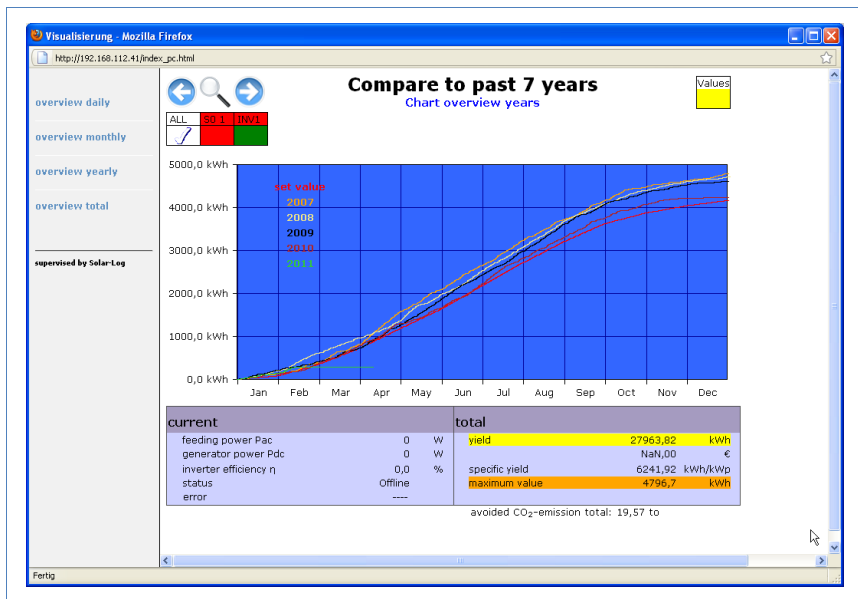 Visualisierung - Mozilla Firefox
http://192.168.112.41/index_pc.html
overview daily
overview monthly
overview yearly
overview total
supervised by Solar-Log
Compare to past 7 years
Chart overview years
Values
ALL S0 1 INV1
5000,0 kWh
4000,0 kWh
3000,0 kWh
2000,0 kWh
1000,0 kWh
0,0 kWh
set value
2007
2008
2009
2010
2011
Jan Feb Mar Apr May Jun Jul Aug Sep Oct Nov Dec
current
feeding power Pac 0 W
generator power Pdc 0 W
inverter efficiency η 0,0 %
status Offline
error ----
total
yield 27963,82 kWh
NaN,00 €
specific yield 6241,92 kWh/kWp
maximum value 4796,7 kWh
avoided CO₂-emission total: 19,57 to
Fertig